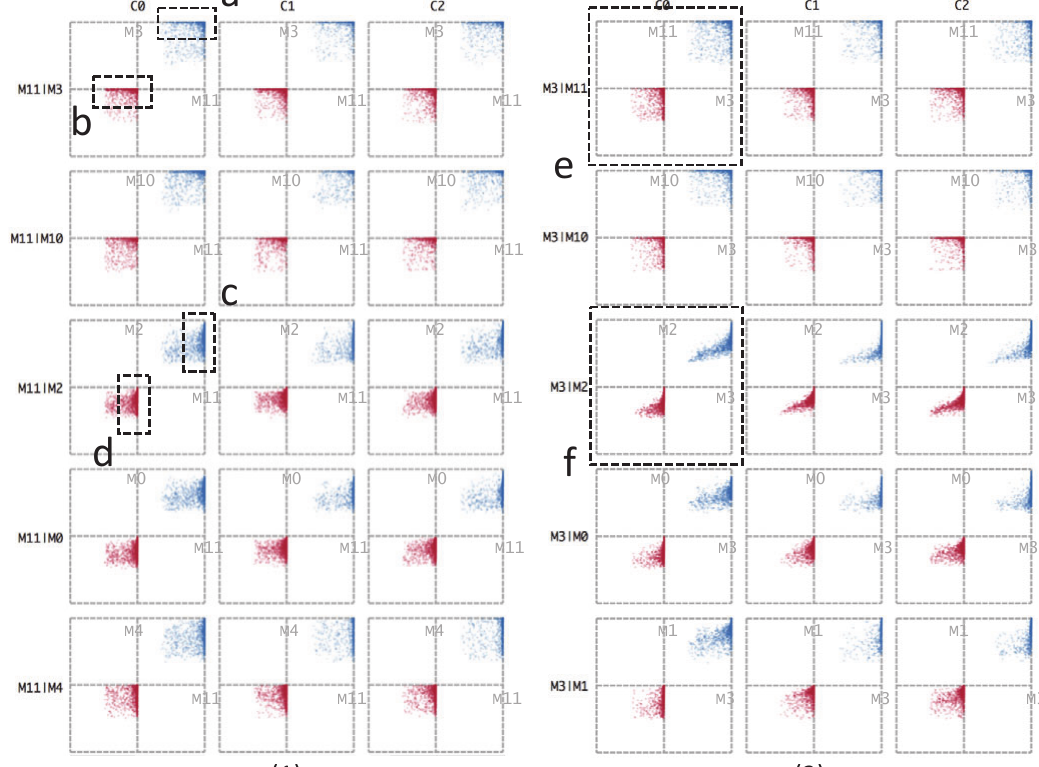 a
C0 C1 C2
M3 M3 M3
M11|M3
M11 M11 M11
b
M10 M10 M10
M11|M10
M11 M11 M11
c
M2 M2 M2
M11|M2
M11 M11 M11
d
M0 M0 M0
M11|M0
M11 M11 M11
M4 M4 M4
M11|M4
M11 M11 M11
(1)
C0 C1 C2
M11 M11 M11
M3|M11
M3 M3 M3
e
M10 M10 M10
M3|M10
M3 M3 M3
M2 M2 M2
M3|M2
M3 M3 M3
f
M0 M0 M0
M3|M0
M3 M3 M3
M1 M1 M1
M3|M1
M3 M3
(2)